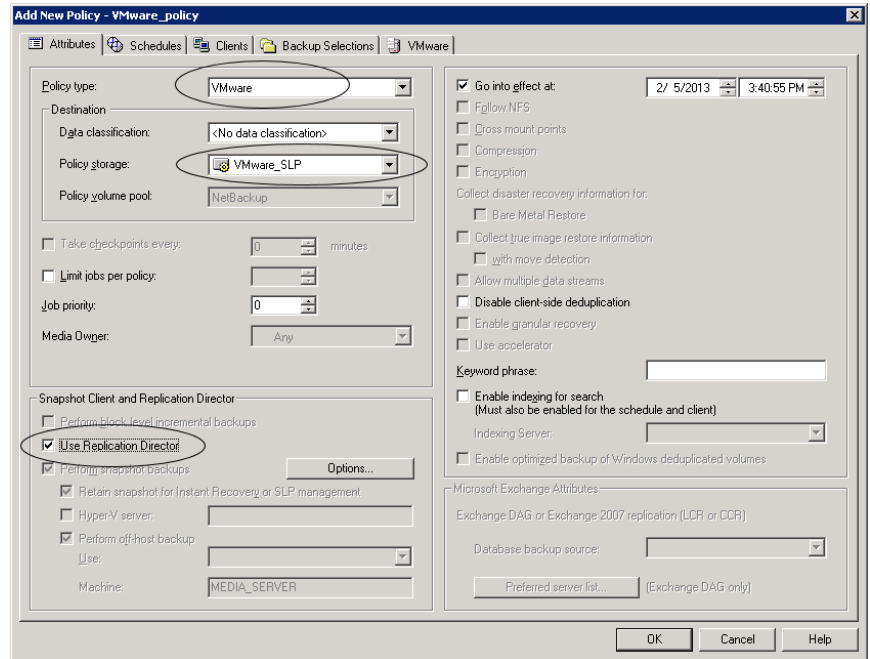 Add New Policy - VMware_policy
Attributes Schedules Clients Backup Selections VMware
Policy type: VMware
Destination
Data classification: <No data classification>
Policy storage: VMware_SLP
Policy volume pool: NetBackup
Take checkpoints every: 0 minutes
Limit jobs per policy:
Job priority: 0
Media Owner: Any
Snapshot Client and Replication Director
Perform block level incremental backups
Use Replication Director
Perform snapshot backups Options...
Retain snapshot for Instant Recovery or SLP management
Hyper-V server:
Perform off-host backup
Use:
Machine: MEDIA_SERVER
Go into effect at: 2/ 5/2013 3:40:55 PM
Follow NFS
Cross mount points
Compression
Encryption
Collect disaster recovery information for:
Bare Metal Restore
Collect true image restore information
with move detection
Allow multiple data streams
Disable client-side deduplication
Enable granular recovery
Use accelerator
Keyword phrase:
Enable indexing for search
(Must also be enabled for the schedule and client)
Indexing Server:
Enable optimized backup of Windows deduplicated volumes
Microsoft Exchange Attributes
Exchange DAG or Exchange 2007 replication (LCR or CCR)
Database backup source:
Preferred server list... (Exchange DAG only)
OK Cancel Help